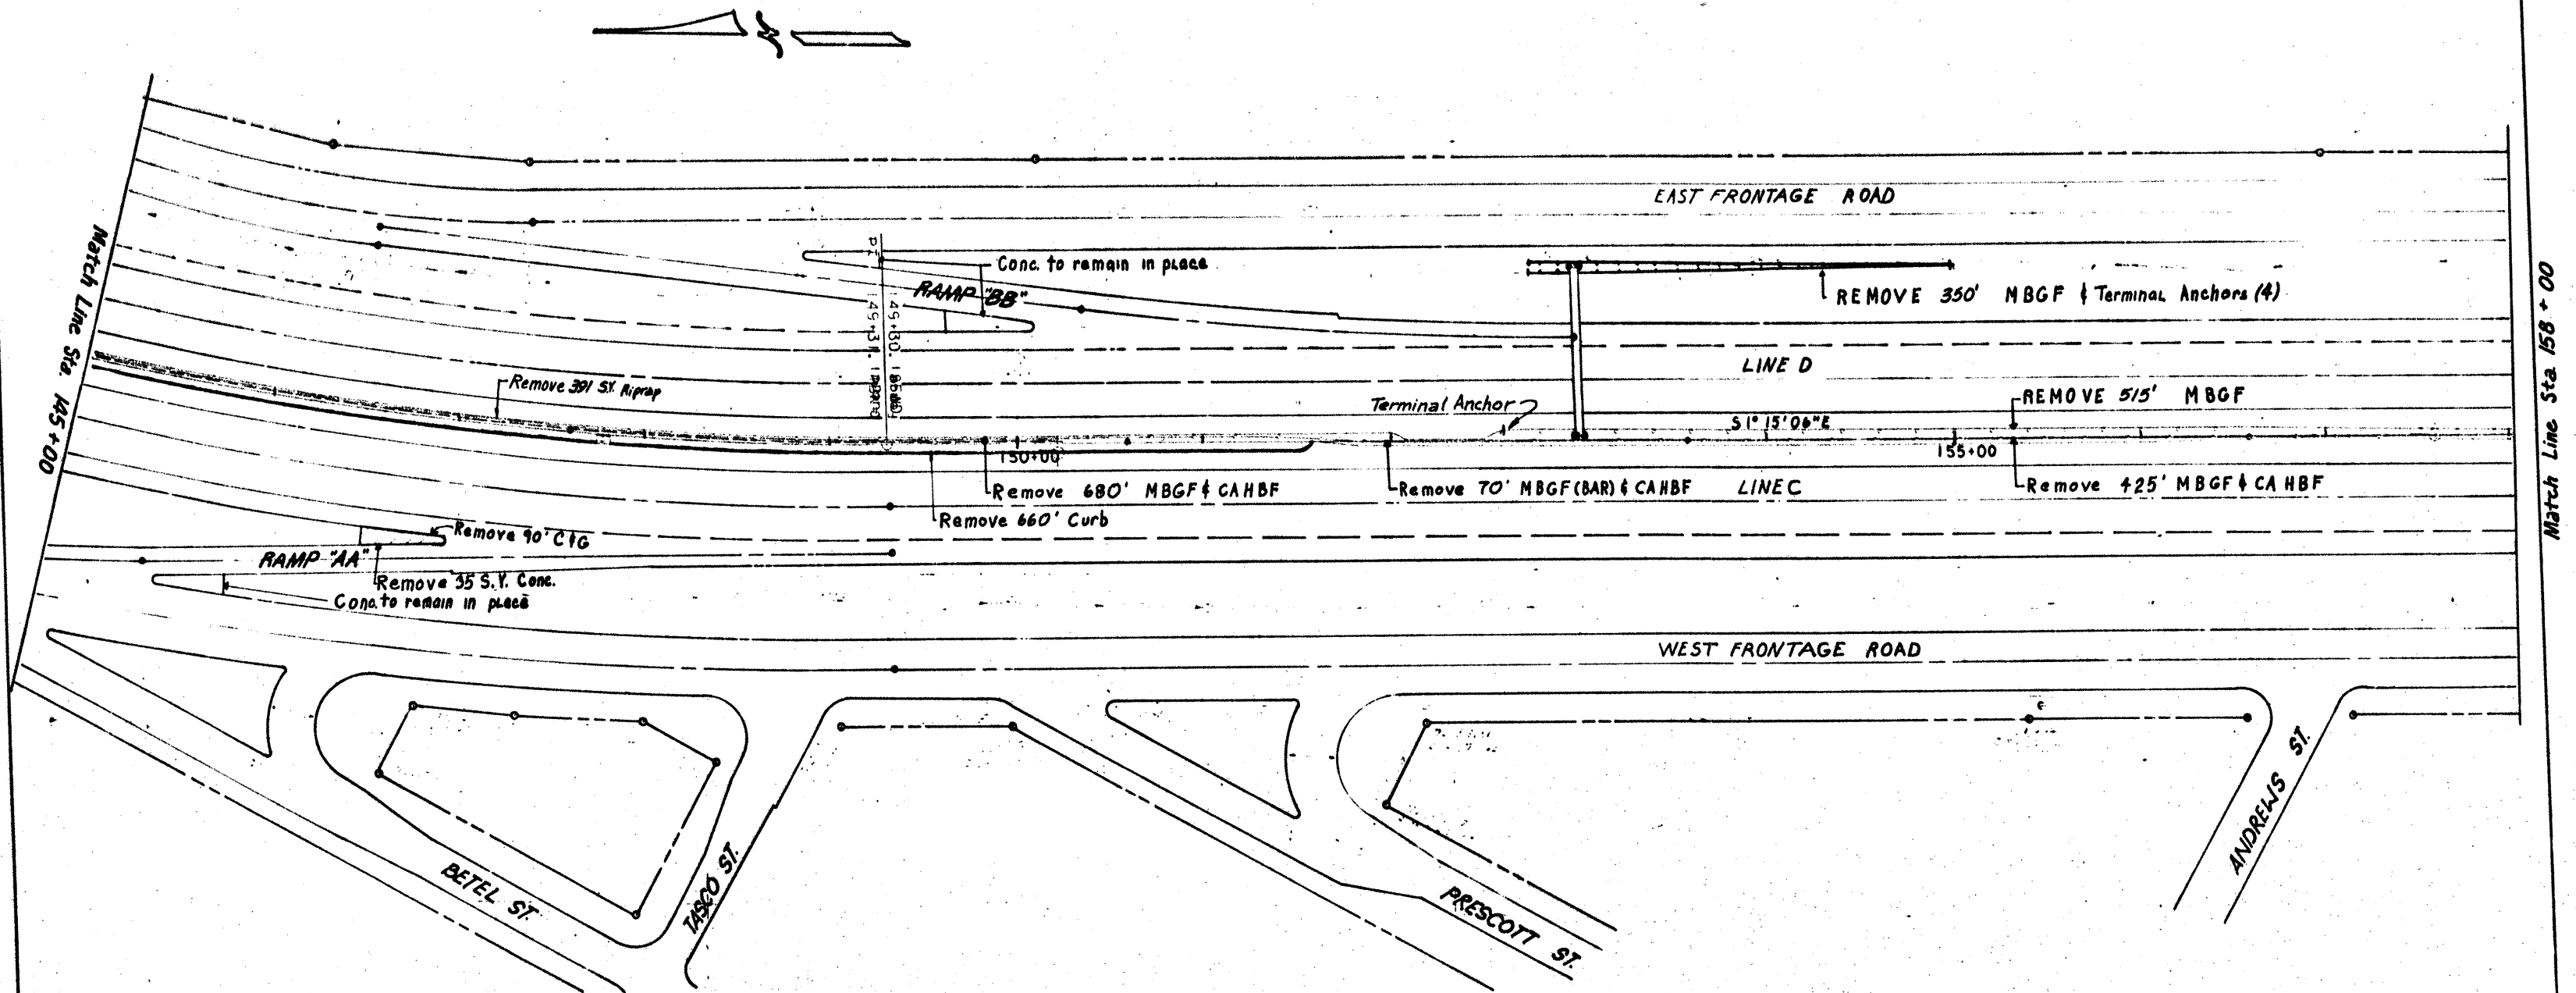 N
EAST FRONTAGE ROAD
Conc. to remain in place
RAMP "BB"
REMOVE 350' MBGF & Terminal Anchors (4)
Match Line Sta. 145+00
Match Line Sta 158+00
LINE D
Remove 391 S.Y. Riprap
Terminal Anchor
REMOVE 515' MBGF
S 1° 15' 06" E
150+00
155+00
Remove 680' MBGF & CAHBF
Remove 70' MBGF (BAR) & CAHBF
LINE C
Remove 425' MBGF & CAHBF
Remove 660' Curb
Remove 90' C&G
RAMP "AA"
Remove 35 S.Y. Conc.
Conc. to remain in place
WEST FRONTAGE ROAD
BETEL ST.
TASCO ST.
PRESCOTT ST.
ANDREWS ST.